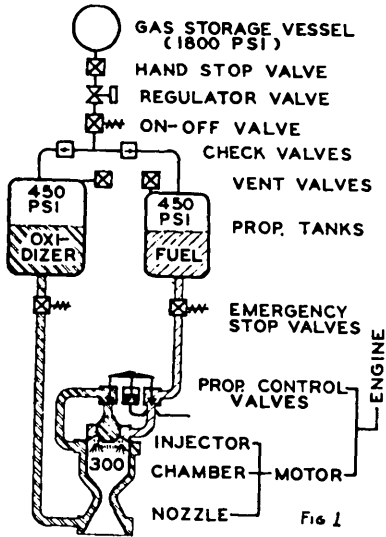 GAS STORAGE VESSEL
(1800 PSI)
HAND STOP VALVE
REGULATOR VALVE
ON-OFF VALVE
CHECK VALVES
VENT VALVES
450
PSI
450
PSI
PROP. TANKS
OXI-
DIZER
FUEL
EMERGENCY
STOP VALVES
PROP. CONTROL
VALVES
ENGINE
INJECTOR
300
CHAMBER
MOTOR
NOZZLE
FIG 1